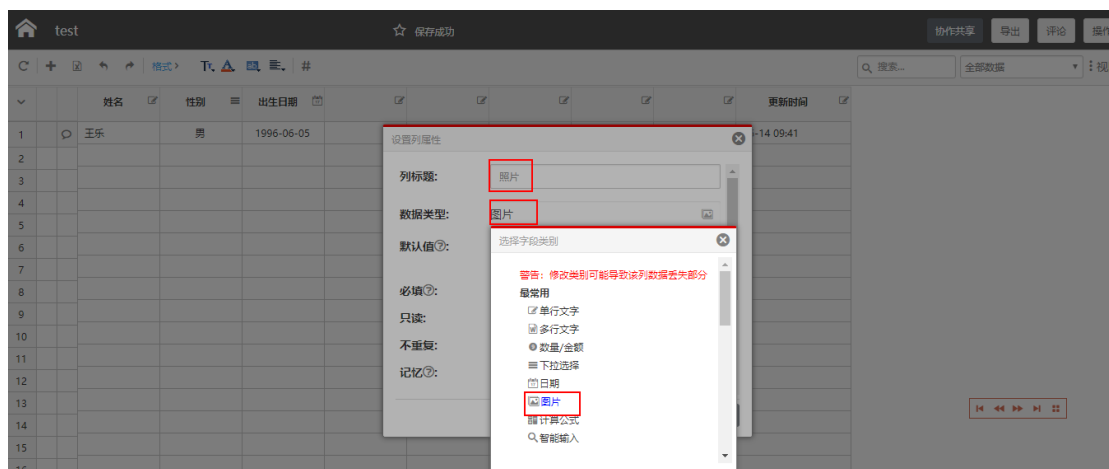 test
保存成功
协作共享 导出 评论
格式 Tт A #
搜索... 全部数据
姓名 性别 出生日期 更新时间
1 王乐 男 1996-06-05 -14 09:41
2
3
4
5
6
7
8
9
10
11
12
13
14
15
设置列属性
列标题: 照片
数据类型: 图片
默认值?:
必填?:
只读:
不重复:
记忆?:
选择字段类别
警告：修改类别可能导致该列数据丢失部分
最常用
单行文字
多行文字
数量/金额
下拉选择
日期
图片
计算公式
智能输入